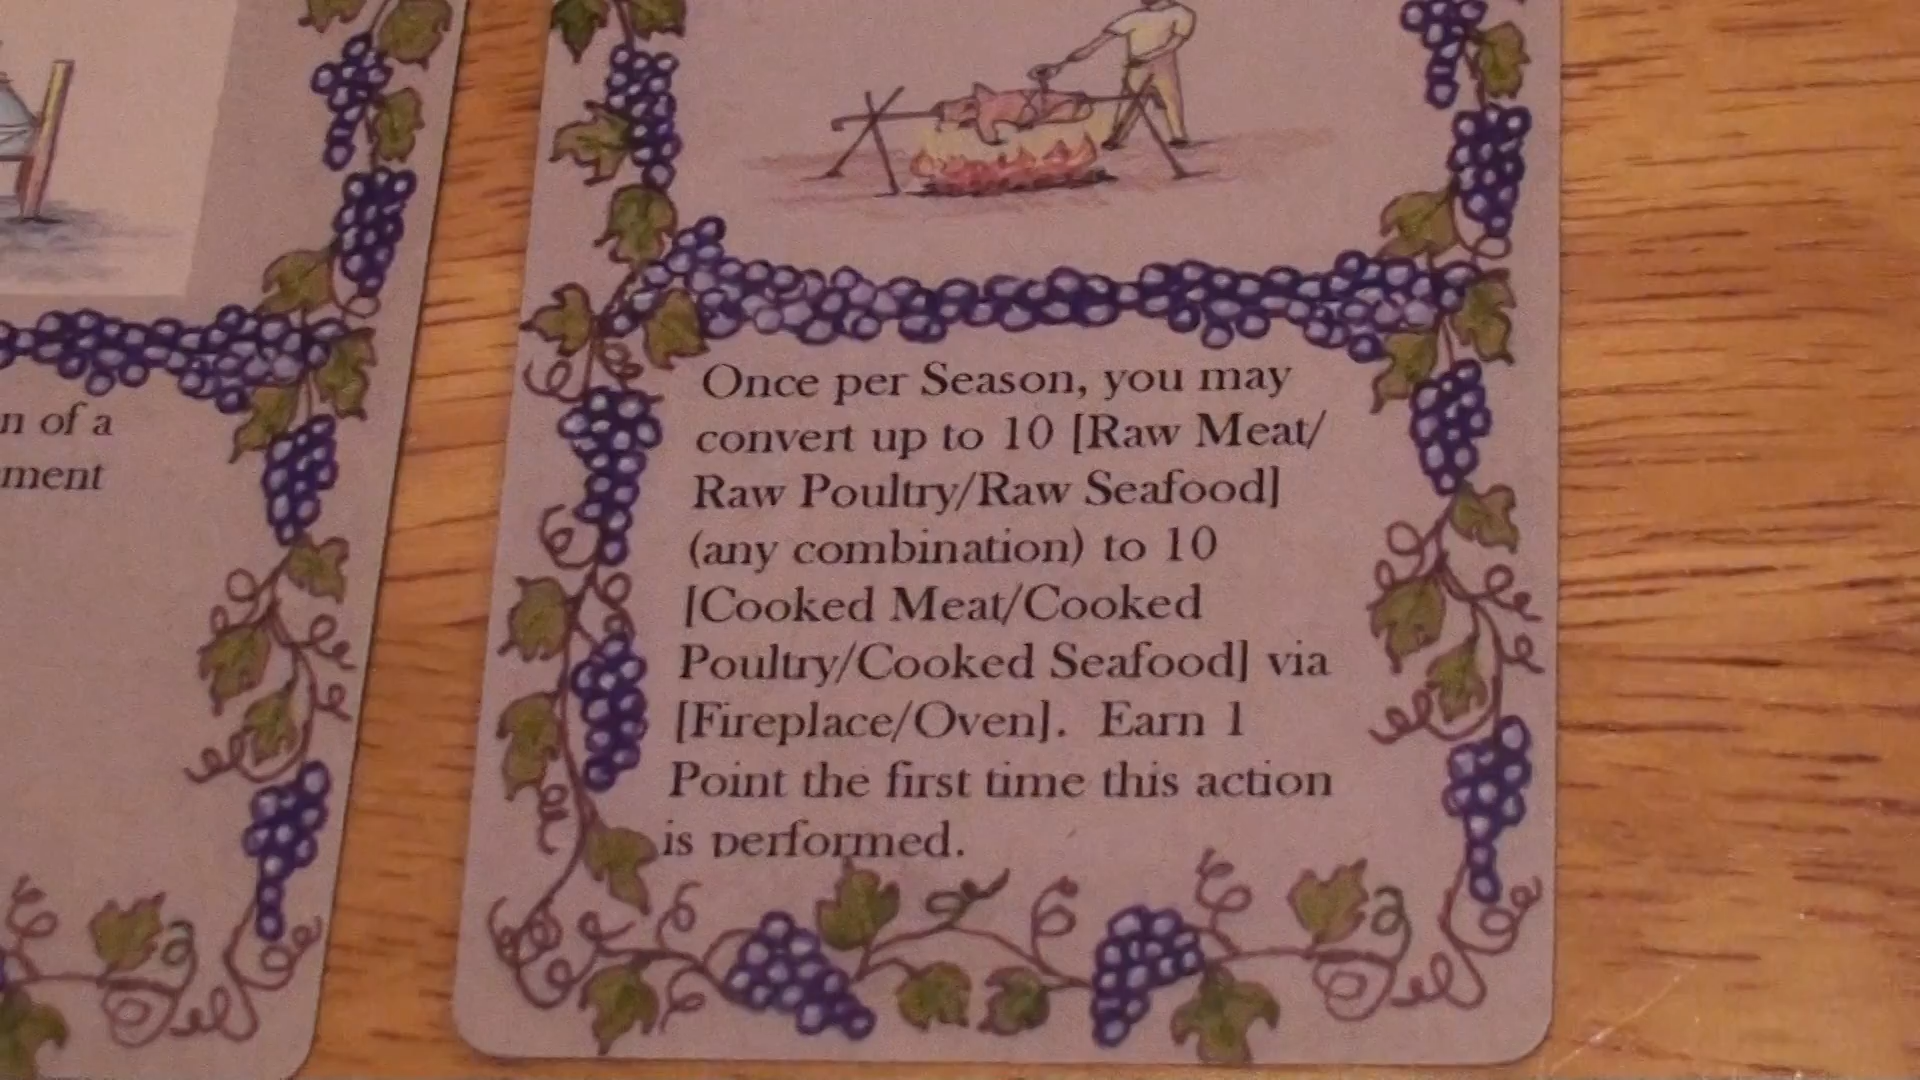 n of a
ment
Once per Season, you may
convert up to 10 [Raw Meat/
Raw Poultry/Raw Seafood]
(any combination) to 10
[Cooked Meat/Cooked
Poultry/Cooked Seafood] via
[Fireplace/Oven].  Earn 1
Point the first time this action
is performed.